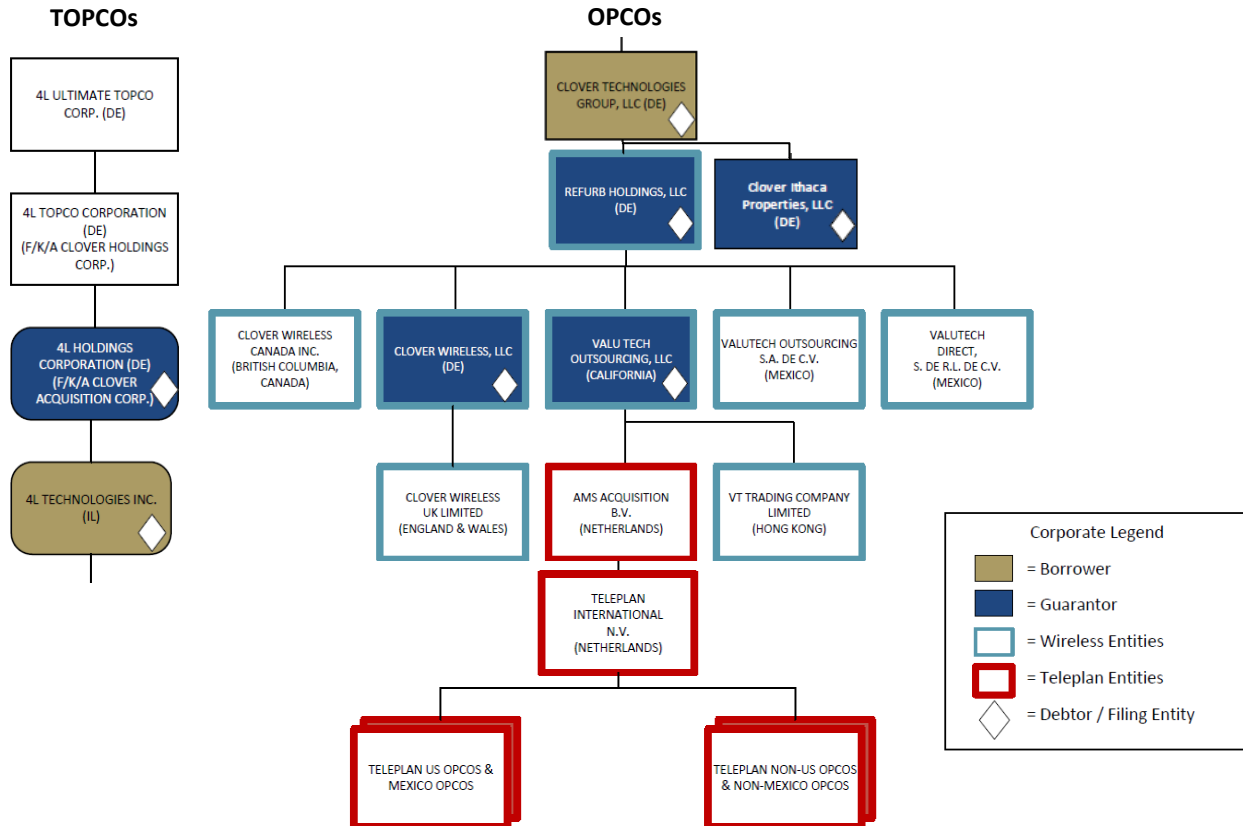 TOPCOs
OPCOs
4L ULTIMATE TOPCO
CORP. (DE)
4L TOPCO CORPORATION
(DE)
(F/K/A CLOVER HOLDINGS
CORP.)
4L HOLDINGS
CORPORATION (DE)
(F/K/A CLOVER
ACQUISITION CORP.)
4L TECHNOLOGIES INC.
(IL)
CLOVER TECHNOLOGIES
GROUP, LLC (DE)
REFURB HOLDINGS, LLC
(DE)
Clover Ithaca
Properties, LLC
(DE)
CLOVER WIRELESS
CANADA INC.
(BRITISH COLUMBIA,
CANADA)
CLOVER WIRELESS, LLC
(DE)
VALU TECH
OUTSOURCING, LLC
(CALIFORNIA)
VALUTECH OUTSOURCING
S.A. DE C.V.
(MEXICO)
VALUTECH
DIRECT,
S. DE R.L. DE C.V.
(MEXICO)
CLOVER WIRELESS
UK LIMITED
(ENGLAND & WALES)
AMS ACQUISITION
B.V.
(NETHERLANDS)
VT TRADING COMPANY
LIMITED
(HONG KONG)
TELEPLAN
INTERNATIONAL
N.V.
(NETHERLANDS)
TELEPLAN US OPCOS &
MEXICO OPCOS
TELEPLAN NON-US OPCOS
& NON-MEXICO OPCOS
Corporate Legend
= Borrower
= Guarantor
= Wireless Entities
= Teleplan Entities
= Debtor / Filing Entity